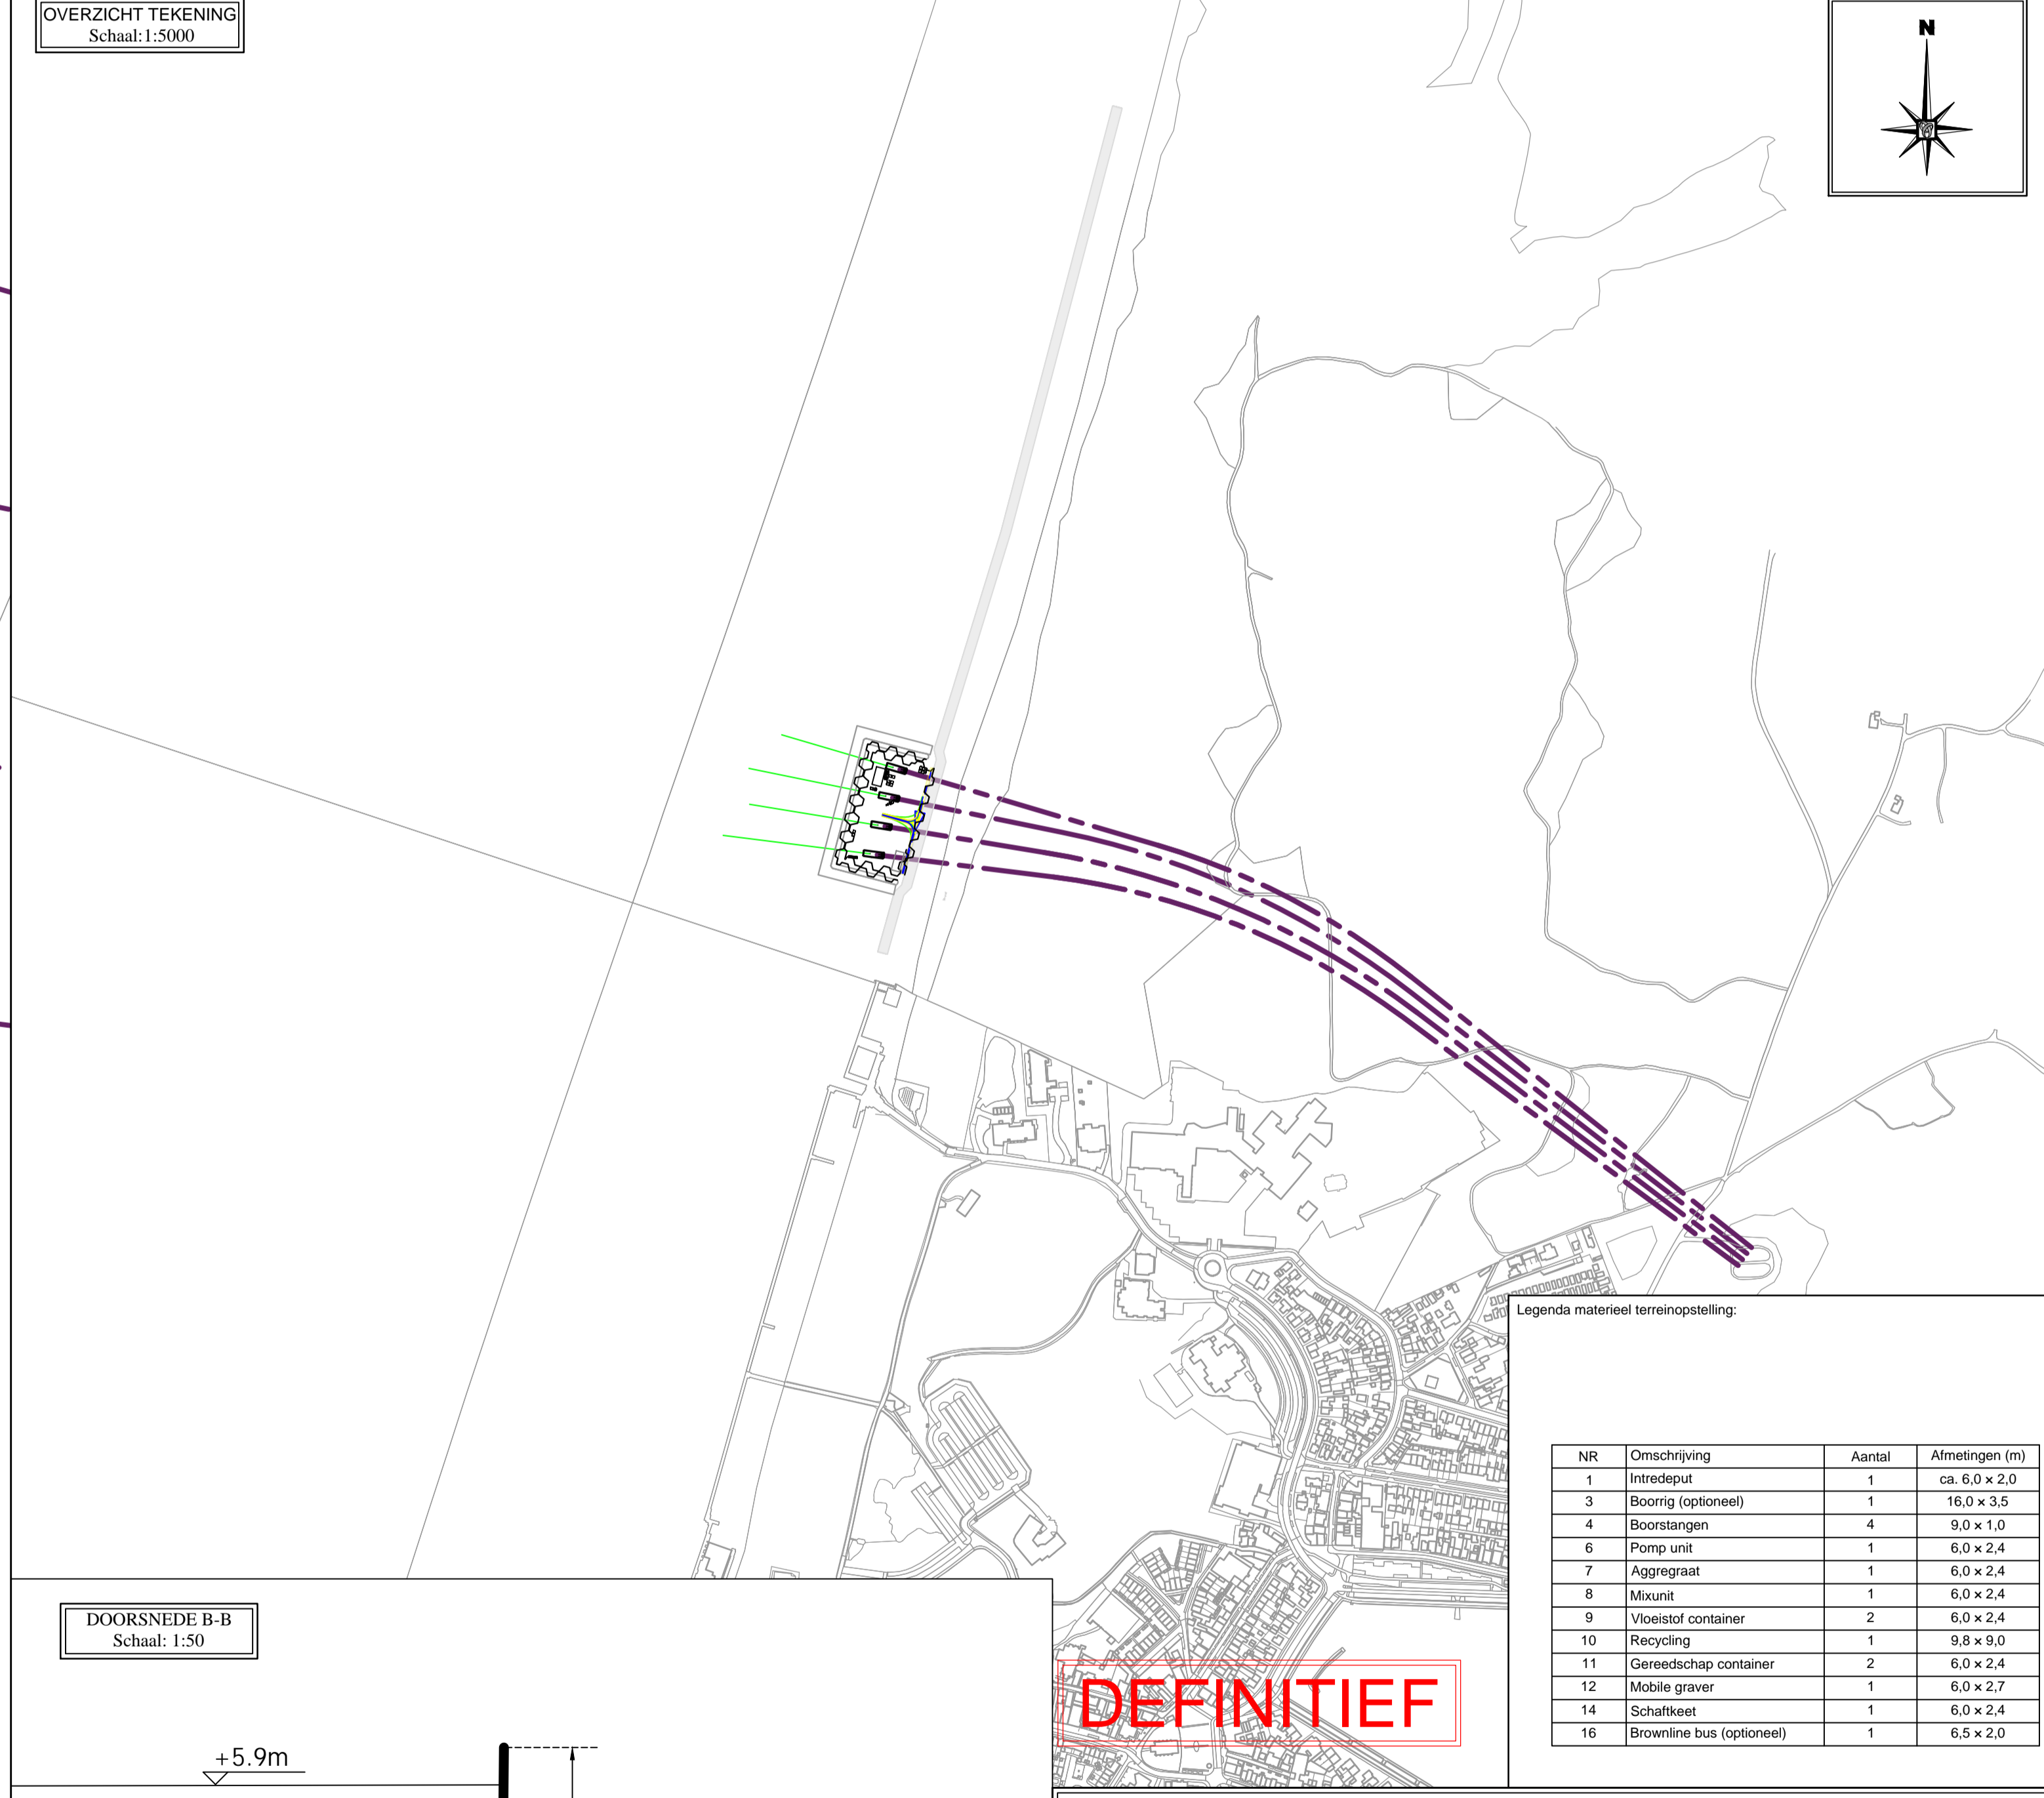 OVERZICHT TEKENING
Schaal:1:5000
N
Legenda materieel terreinopstelling:
NR Omschrijving Aantal Afmetingen (m)
1 Intredeput 1 ca. 6,0 × 2,0
3 Boorrig (optioneel) 1 16,0 × 3,5
4 Boorstangen 4 9,0 × 1,0
6 Pomp unit 1 6,0 × 2,4
7 Aggregraat 1 6,0 × 2,4
8 Mixunit 1 6,0 × 2,4
9 Vloeistof container 2 6,0 × 2,4
10 Recycling 1 9,8 × 9,0
11 Gereedschap container 2 6,0 × 2,4
12 Mobile graver 1 6,0 × 2,7
14 Schaftkeet 1 6,0 × 2,4
16 Brownline bus (optioneel) 1 6,5 × 2,0
DOORSNEDE B-B
Schaal: 1:50
DEFINITIEF
+5.9m